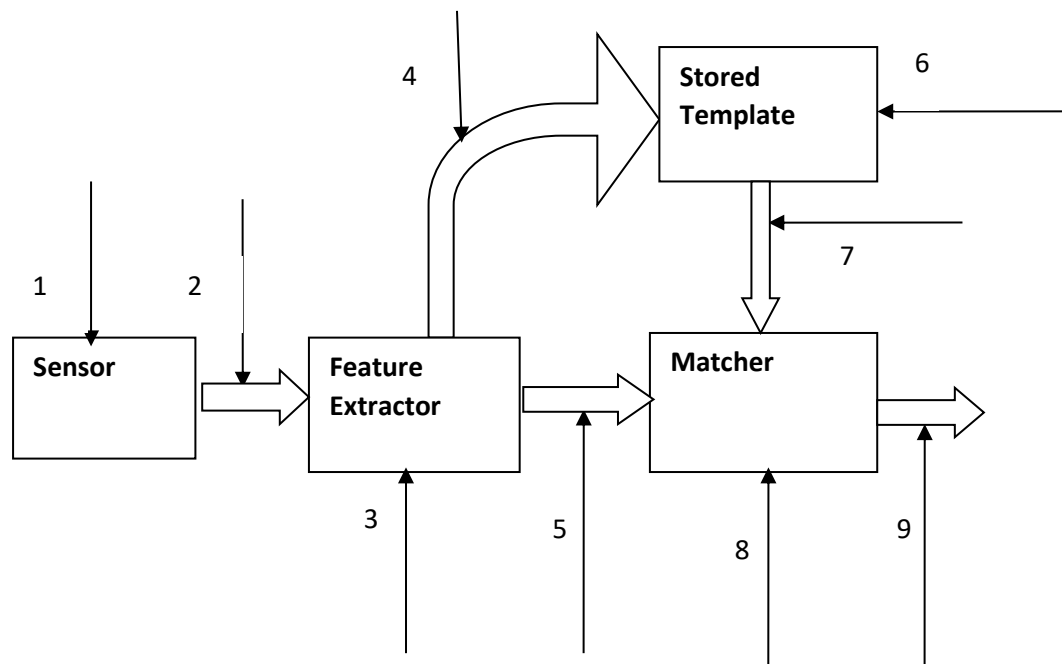 4
Stored
Template
6
7
1
2
Sensor
Feature
Extractor
Matcher
3
5
8
9